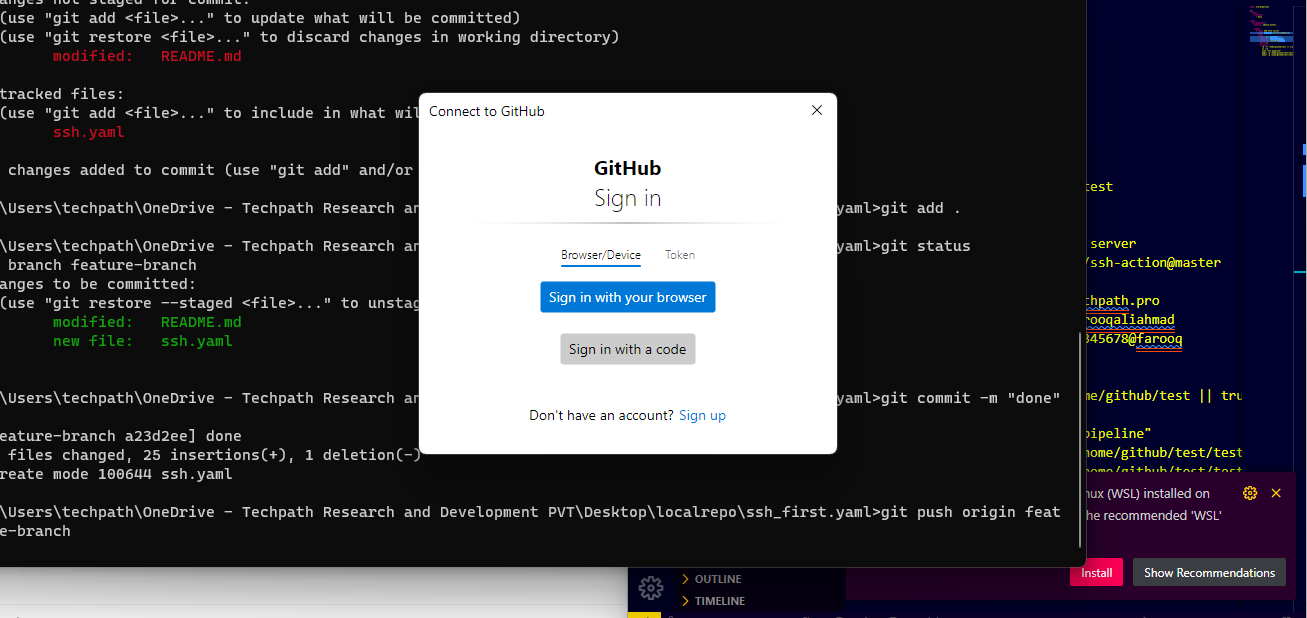 anges not staged for commit:
(use "git add <file>..." to update what will be committed)
(use "git restore <file>..." to discard changes in working directory)
modified: README.md
tracked files:
(use "git add <file>..." to include in what wil
ssh.yaml
changes added to commit (use "git add" and/or
\Users\techpath\OneDrive - Techpath Research an
yaml>git add .
\Users\techpath\OneDrive - Techpath Research an
yaml>git status
branch feature-branch
anges to be committed:
(use "git restore --staged <file>..." to unstag
modified: README.md
new file: ssh.yaml
\Users\techpath\OneDrive - Techpath Research an
yaml>git commit -m "done"
eature-branch a23d2ee] done
files changed, 25 insertions(+), 1 deletion(-)
reate mode 100644 ssh.yaml
\Users\techpath\OneDrive - Techpath Research and Development PVT\Desktop\localrepo\ssh_first.yaml>git push origin feat
e-branch
Connect to GitHub
GitHub
Sign in
Browser/Device Token
Sign in with your browser
Sign in with a code
Don't have an account? Sign up
test
server
/ssh-action@master
chpath.pro
rooqaliahmad
345678@farooq
me/github/test || tru
pipeline"
home/github/test/test
home/github/test/test
nux (WSL) installed on
he recommended 'WSL'
Install Show Recommendations
OUTLINE
TIMELINE